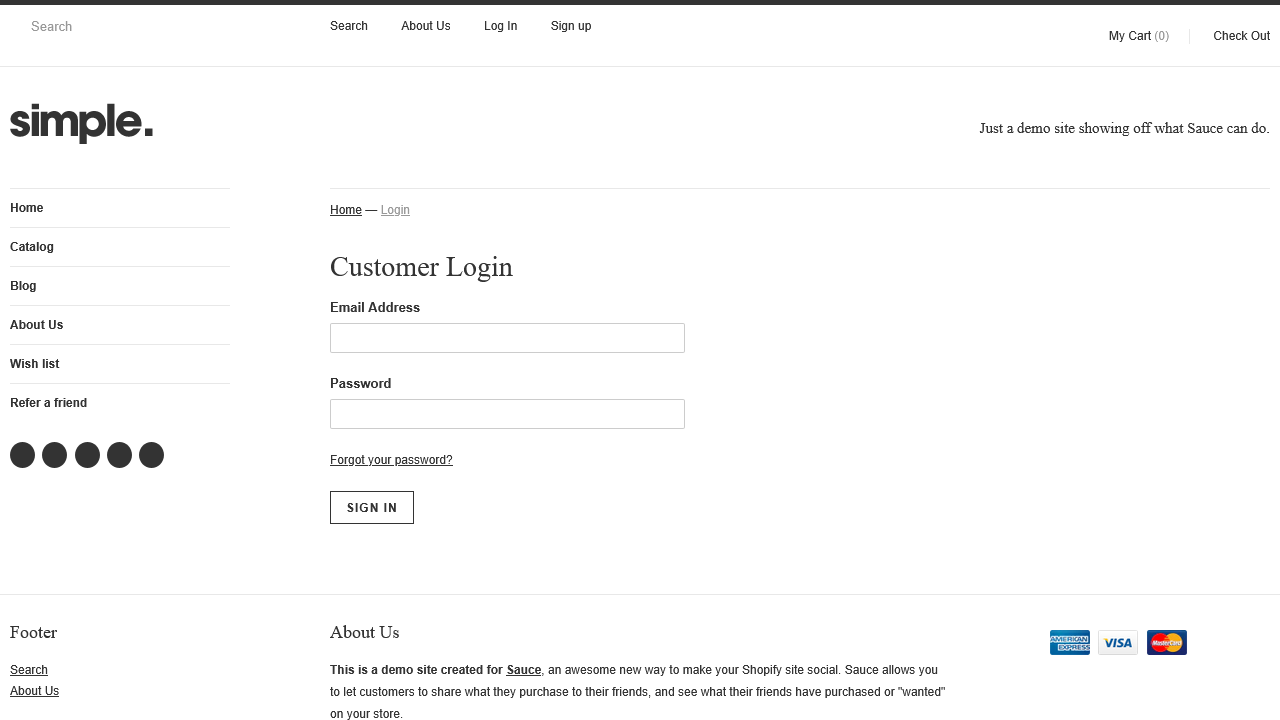 Search
Search About Us Log In Sign up
My Cart (0) Check Out
simple.
Just a demo site showing off what Sauce can do.
Home
Catalog
Blog
About Us
Wish list
Refer a friend
Home — Login
Customer Login
Email Address
Password
Forgot your password?
SIGN IN
Footer
Search
About Us
About Us
This is a demo site created for Sauce, an awesome new way to make your Shopify site social. Sauce allows you
to let customers to share what they purchase to their friends, and see what their friends have purchased or "wanted"
on your store.
AMERICAN EXPRESS
VISA
MasterCard